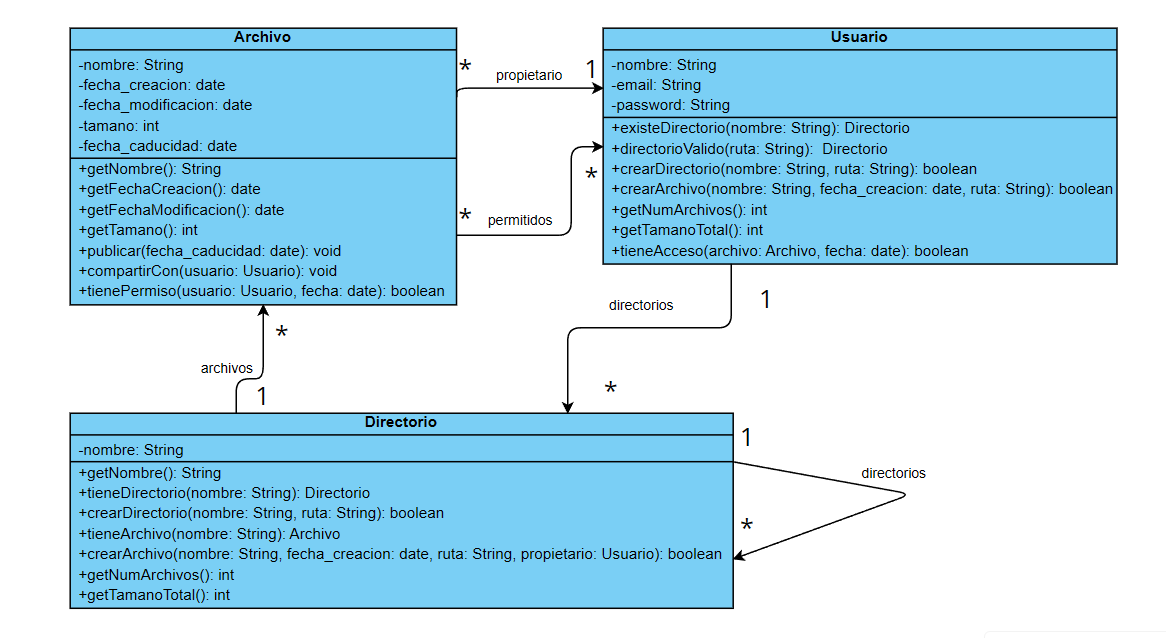 Archivo
-nombre: String
-fecha_creacion: date
-fecha_modificacion: date
-tamano: int
-fecha_caducidad: date
+getNombre(): String
+getFechaCreacion(): date
+getFechaModificacion(): date
+getTamano(): int
+publicar(fecha_caducidad: date): void
+compartirCon(usuario: Usuario): void
+tienePermiso(usuario: Usuario, fecha: date): boolean
*
propietario
1
*
permitidos
*
Usuario
-nombre: String
-email: String
-password: String
+existeDirectorio(nombre: String): Directorio
+directorioValido(ruta: String): Directorio
+crearDirectorio(nombre: String, ruta: String): boolean
+crearArchivo(nombre: String, fecha_creacion: date, ruta: String): boolean
+getNumArchivos(): int
+getTamanoTotal(): int
+tieneAcceso(archivo: Archivo, fecha: date): boolean
directorios
1
*
*
archivos
1
Directorio
-nombre: String
+getNombre(): String
+tieneDirectorio(nombre: String): Directorio
+crearDirectorio(nombre: String, ruta: String): boolean
+tieneArchivo(nombre: String): Archivo
+crearArchivo(nombre: String, fecha_creacion: date, ruta: String, propietario: Usuario): boolean
+getNumArchivos(): int
+getTamanoTotal(): int
1
directorios
*